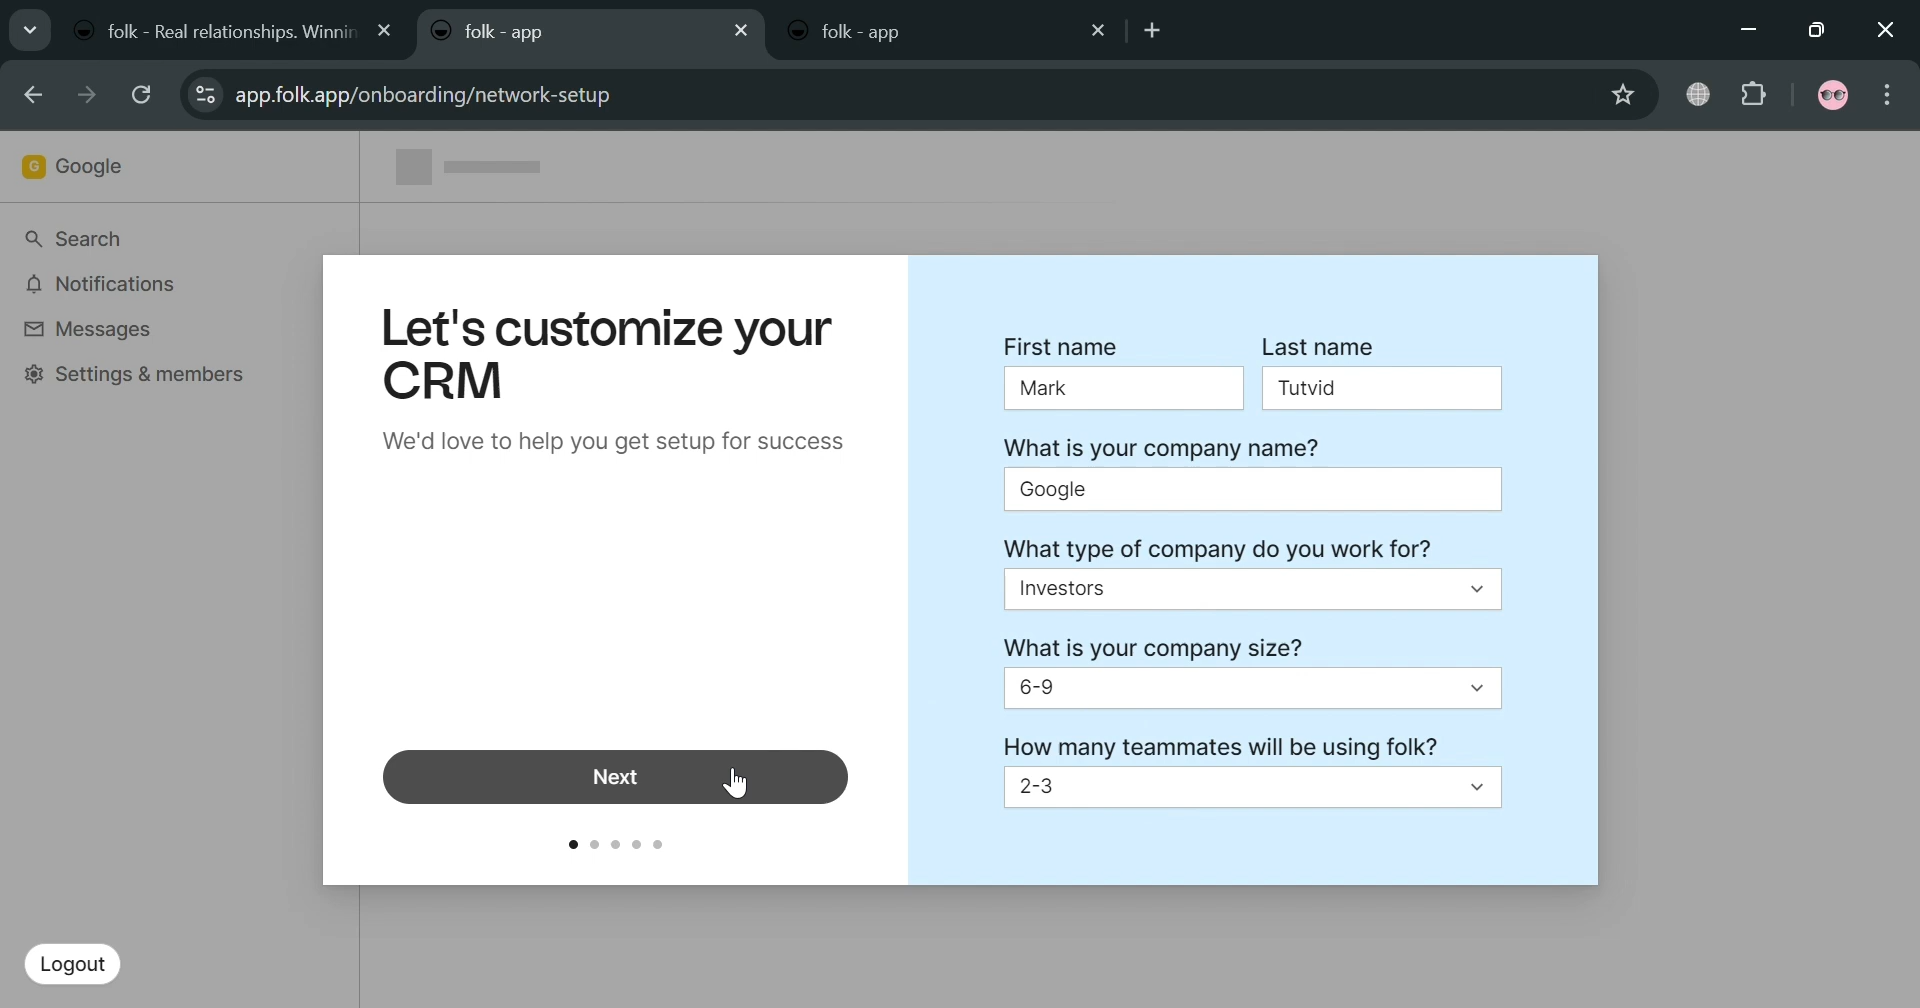 folk - Real relationships. Winnin
folk - app
folk - app
app.folk.app/onboarding/network-setup
G Google
Search
Notifications
Messages
Settings & members
Logout
Let's customize your
CRM
We'd love to help you get setup for success
Next
First name Last name
Mark Tutvid
What is your company name?
Google
What type of company do you work for?
Investors
What is your company size?
6-9
How many teammates will be using folk?
2-3